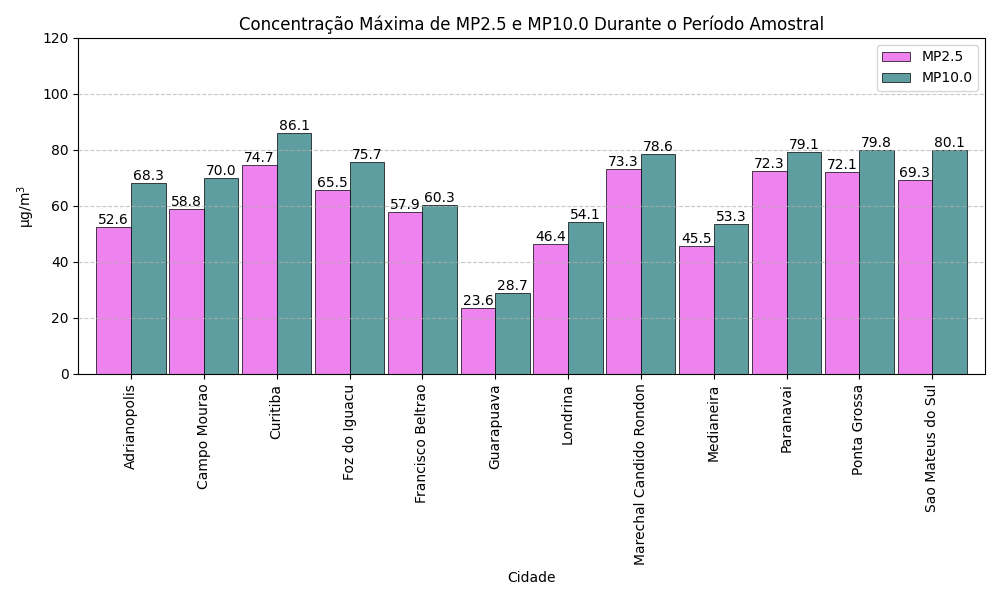 Concentração Máxima de MP2.5 e MP10.0 Durante o Período Amostral
MP2.5
MP10.0
µg/m³
120
100
80
60
40
20
0
52.6
68.3
58.8
70.0
74.7
86.1
65.5
75.7
57.9
60.3
23.6
28.7
46.4
54.1
73.3
78.6
45.5
53.3
72.3
79.1
72.1
79.8
69.3
80.1
Adrianopolis
Campo Mourao
Curitiba
Foz do Iguacu
Francisco Beltrao
Guarapuava
Londrina
Marechal Candido Rondon
Medianeira
Paranavai
Ponta Grossa
Sao Mateus do Sul
Cidade